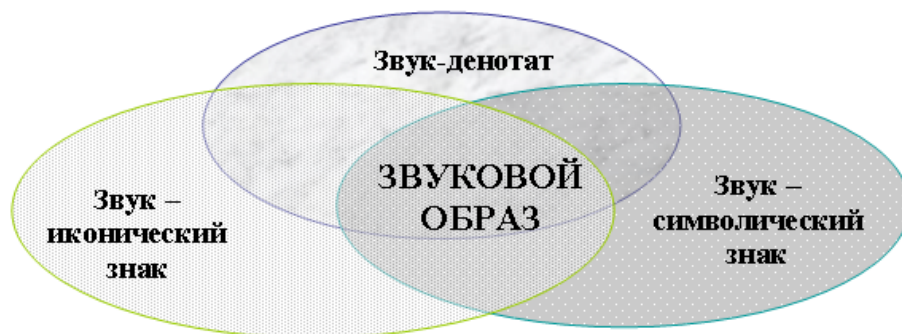 Звук-денотат
ЗВУКОВОЙ
ОБРАЗ
Звук –
иконический
знак
Звук –
символический
знак